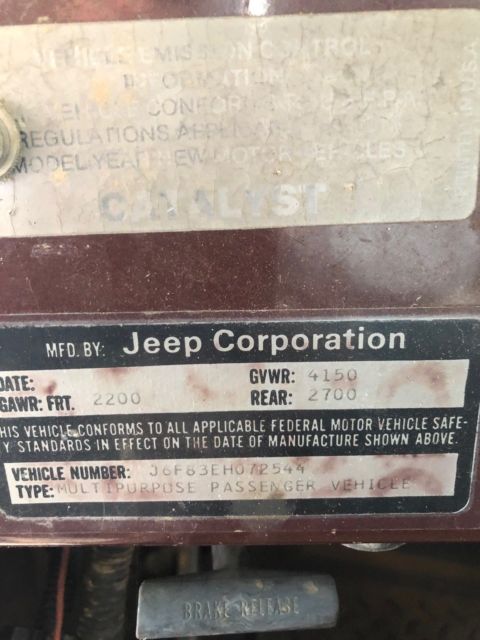 VEHICLE EMISSION CONTROL
INFORMATION
REGULATIONS
MODEL YEAR NEW MOTOR VEHICLES
CATALYST
MFD. BY: Jeep Corporation
DATE: GVWR: 4150
GAWR: FRT. 2200 REAR: 2700
THIS VEHICLE CONFORMS TO ALL APPLICABLE FEDERAL MOTOR VEHICLE SAFE-
TY STANDARDS IN EFFECT ON THE DATE OF MANUFACTURE SHOWN ABOVE.
VEHICLE NUMBER: J6F83EH072544
TYPE: MULTIPURPOSE PASSENGER VEHICLE
BRAKE RELEASE